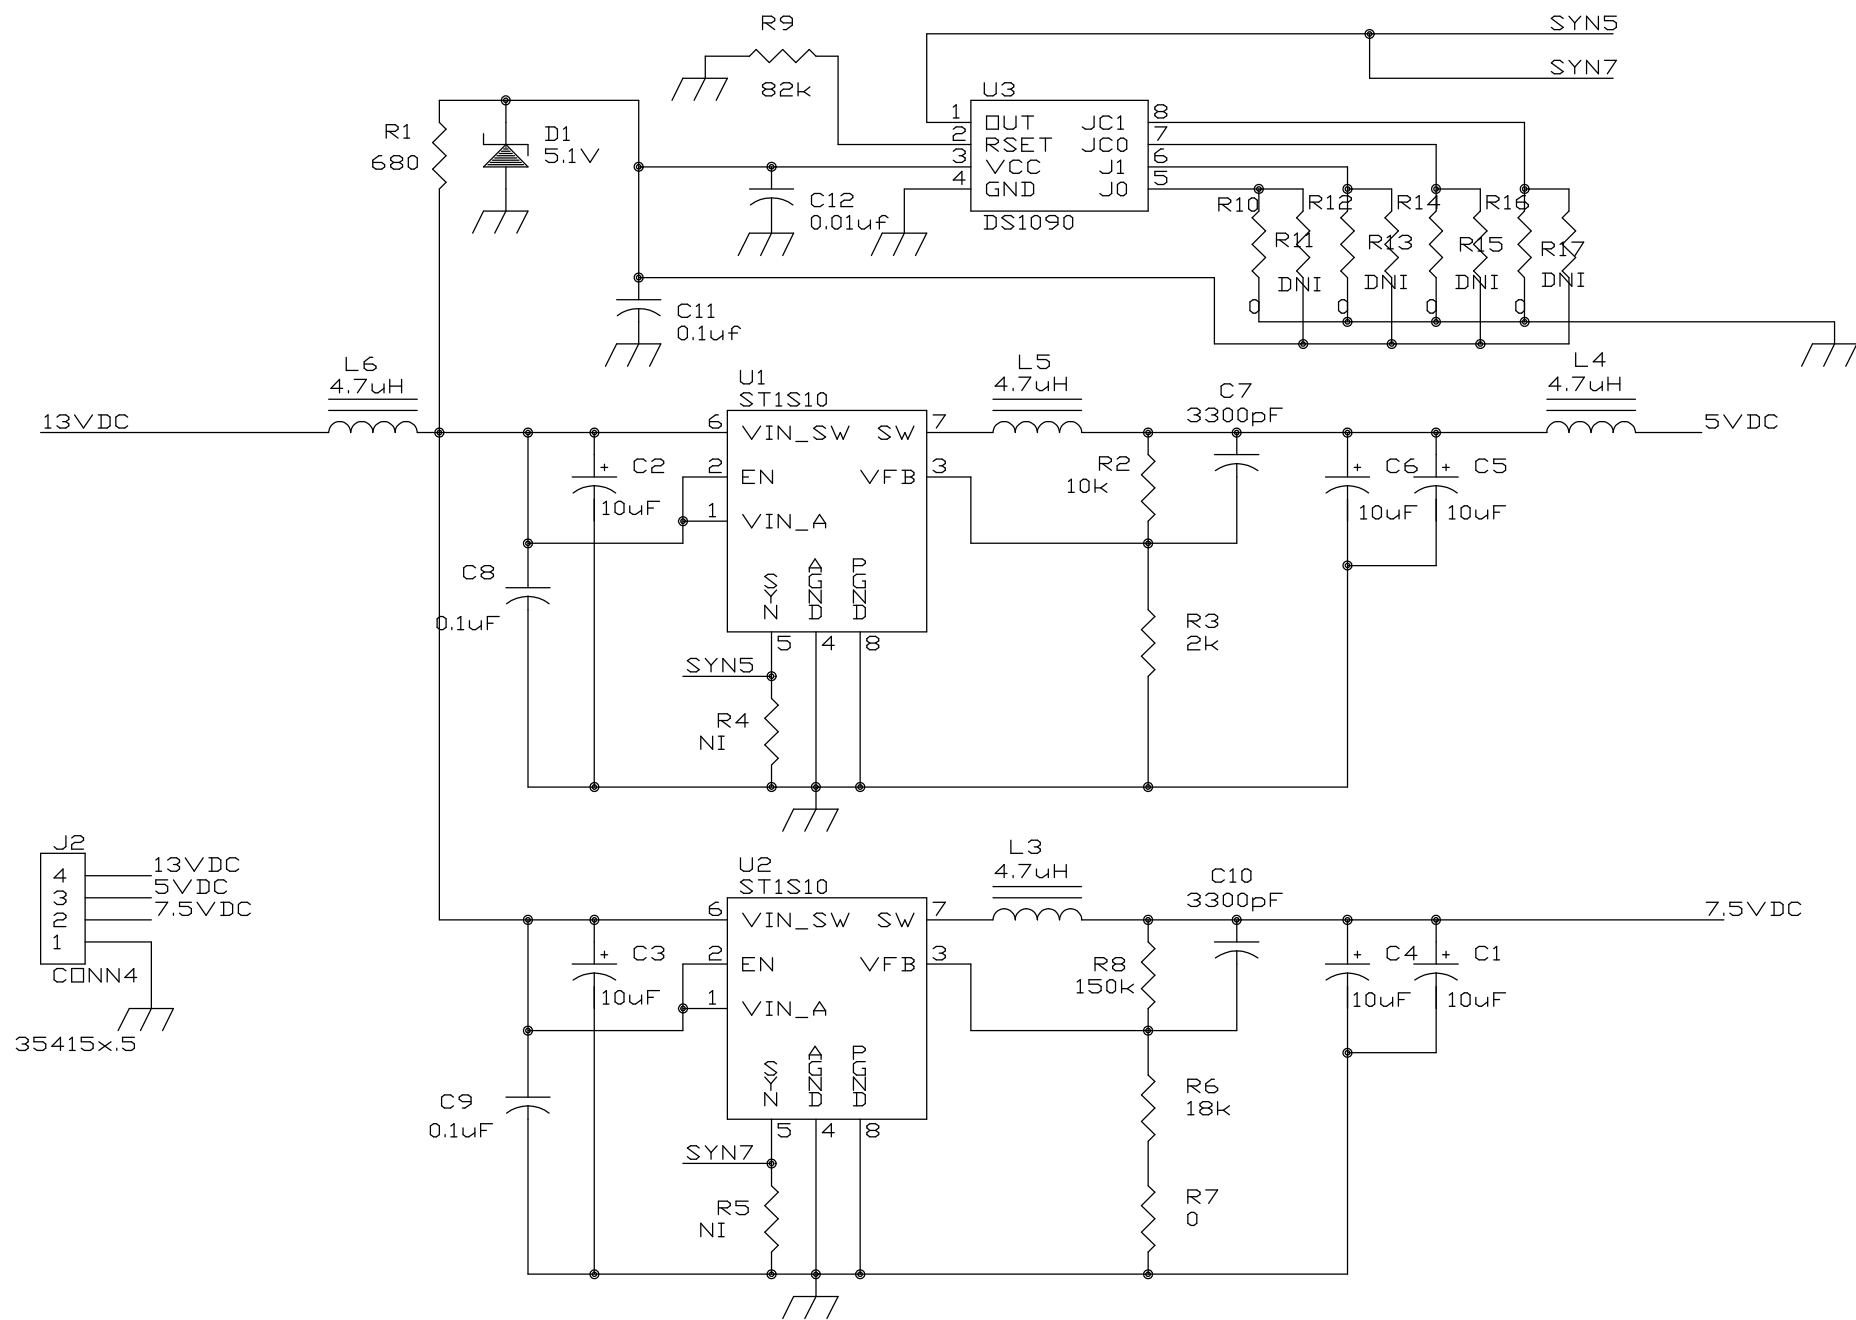 R9
82k
SYN5
SYN7
U3
1 OUT JC1 8
2 RSET JC0 7
3 VCC J1 6
4 GND J0 5
DS1090
R1
680
D1
5.1V
C12
0.01uf
R10
R12
R14
R16
R11
R13
R15
R17
DNI
DNI
DNI
DNI
0
0
0
0
C11
0.1uf
L6
4.7uH
13VDC
U1
ST1S10
6 VIN_SW SW 7
2 EN VFB 3
1 VIN_A
SYN
AGND
PGND
5 4 8
L5
4.7uH
C7
3300pF
L4
4.7uH
5VDC
+ C2
10uF
R2
10k
+ C6
10uF
+ C5
10uF
C8
0.1uF
R3
2k
SYN5
R4
NI
J2
4 13VDC
3 5VDC
2 7.5VDC
1
CONN4
35415x.5
U2
ST1S10
6 VIN_SW SW 7
2 EN VFB 3
1 VIN_A
SYN
AGND
PGND
5 4 8
L3
4.7uH
C10
3300pF
7.5VDC
+ C3
10uF
R8
150k
+ C4
10uF
+ C1
10uF
C9
0.1uF
R6
18k
SYN7
R5
NI
R7
0